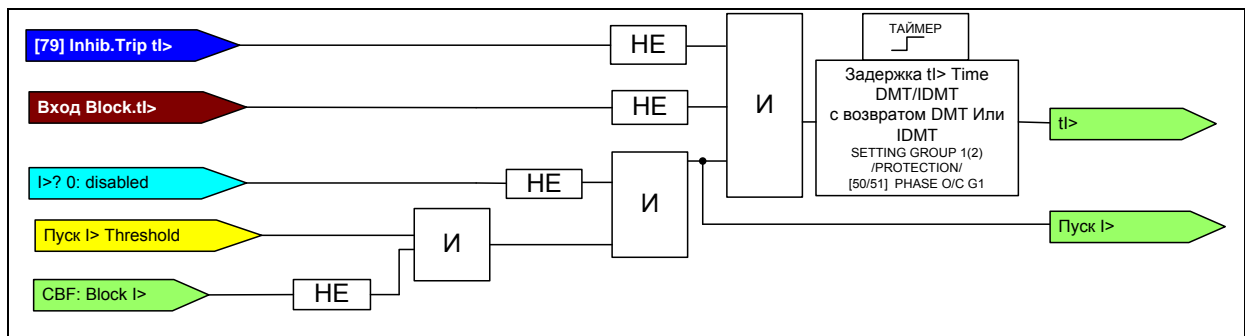 [79] Inhib.Trip tI>
НЕ
ТАЙМЕР
Вход Block.tI>
НЕ
И
Задержка tI> Time
DMT/IDMT
с возвратом DMT Или
IDMT
SETTING GROUP 1(2)
/PROTECTION/
[50/51] PHASE O/C G1
tI>
I>? 0: disabled
НЕ
И
Пуск I> Threshold
И
Пуск I>
CBF: Block I>
НЕ